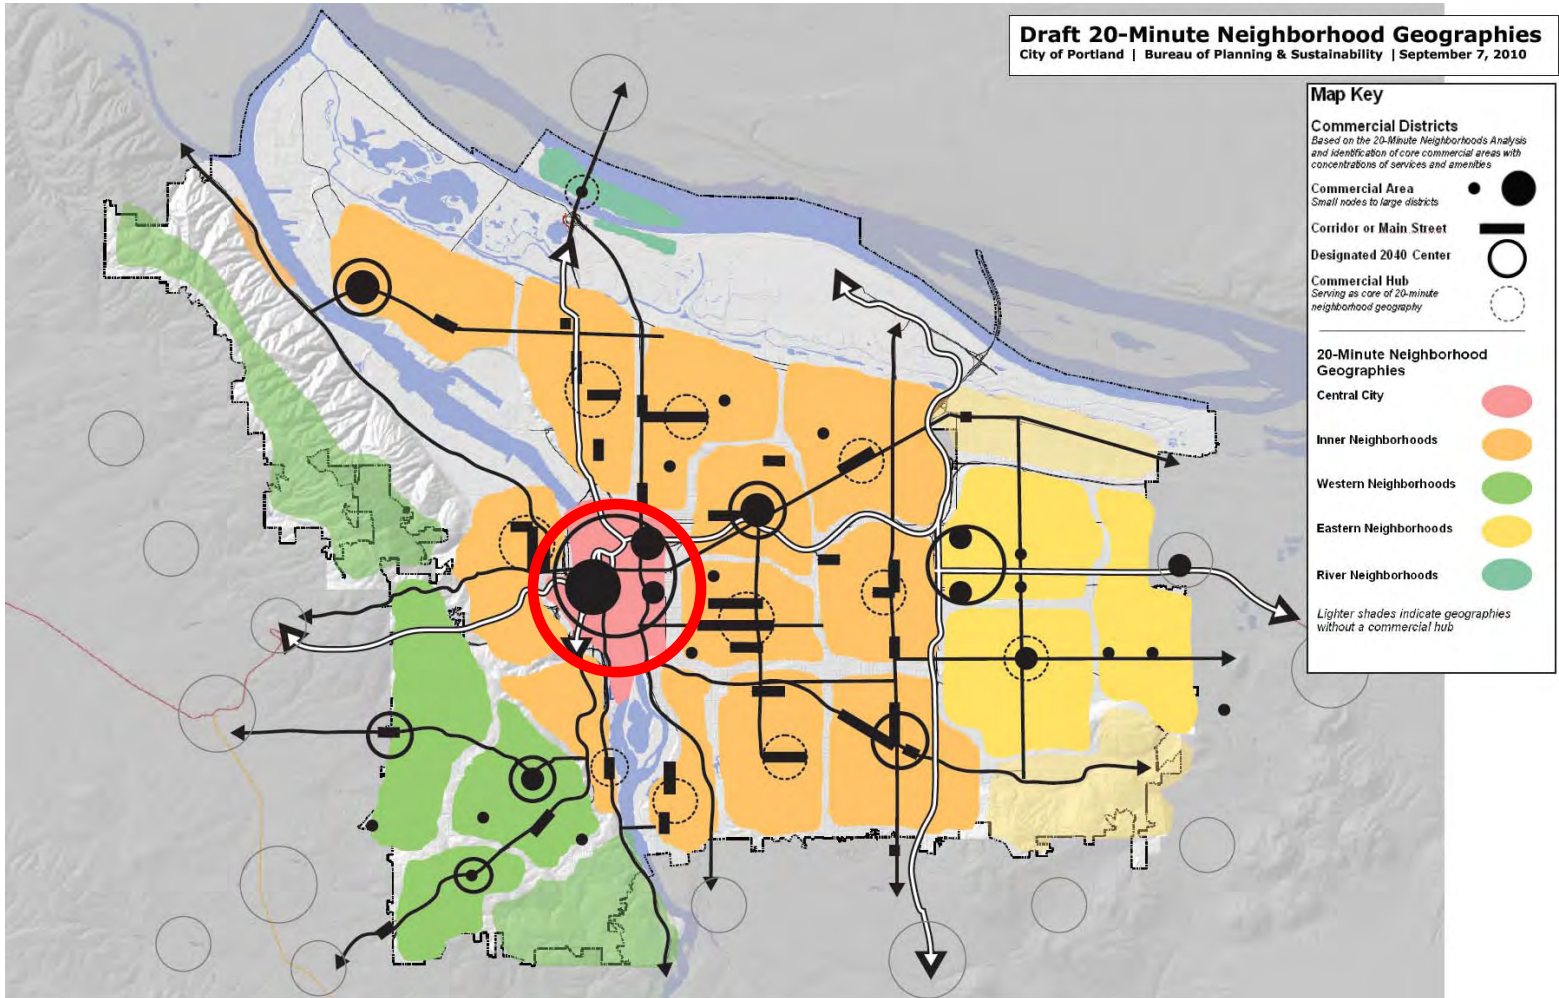 Draft 20-Minute Neighborhood Geographies
City of Portland | Bureau of Planning & Sustainability | September 7, 2010
Map Key
Commercial Districts
Based on the 20-Minute Neighborhoods Analysis
and identification of core commercial areas with
concentrations of services and amenities
Commercial Area
Small nodes to large districts
Corridor or Main Street
Designated 2040 Center
Commercial Hub
Serving as core of 20-minute
neighborhood geography
20-Minute Neighborhood
Geographies
Central City
Inner Neighborhoods
Western Neighborhoods
Eastern Neighborhoods
River Neighborhoods
Lighter shades indicate geographies
without a commercial hub